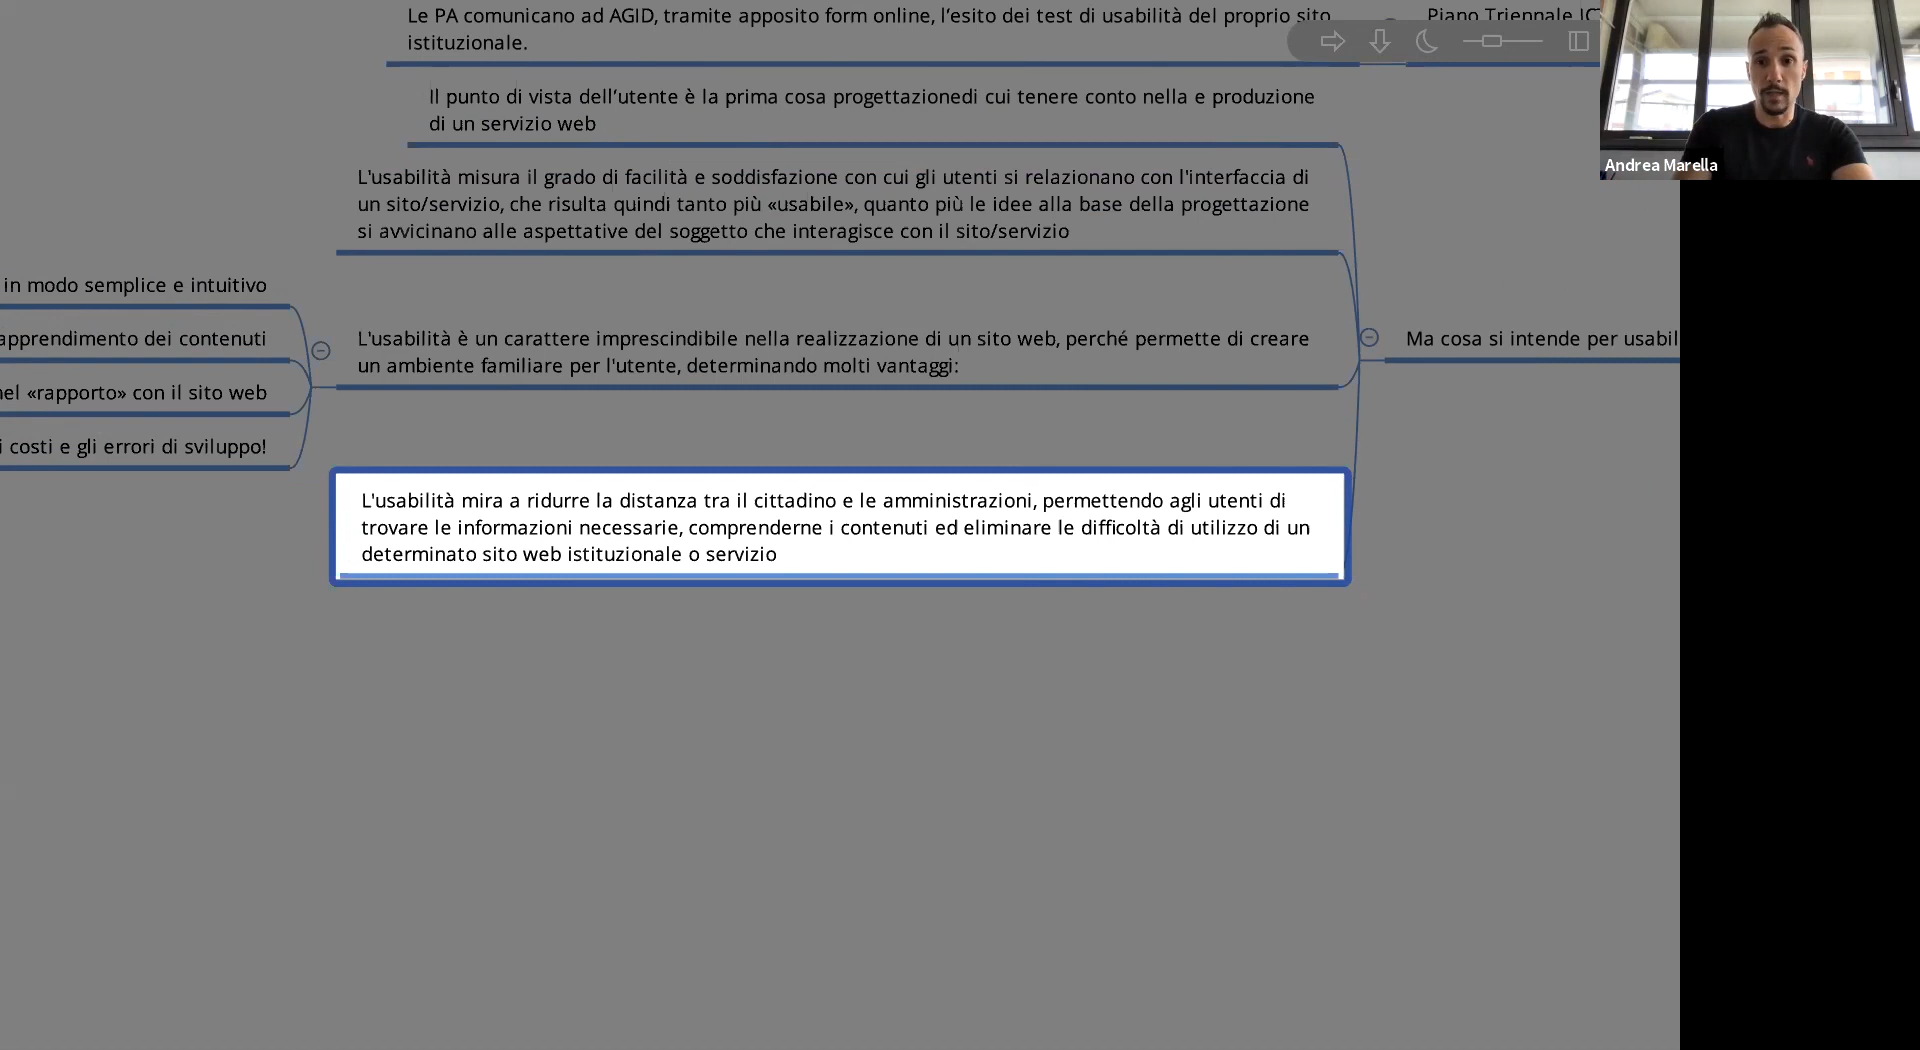 Le PA comunicano ad AGID, tramite apposito form online, l’esito dei test di usabilità del proprio sito
istituzionale.
Piano Triennale
Il punto di vista dell’utente è la prima cosa progettazionedi cui tenere conto nella e produzione
di un servizio web
L'usabilità misura il grado di facilità e soddisfazione con cui gli utenti si relazionano con l'interfaccia di
un sito/servizio, che risulta quindi tanto più «usabile», quanto più le idee alla base della progettazione
si avvicinano alle aspettative del soggetto che interagisce con il sito/servizio
in modo semplice e intuitivo
apprendimento dei contenuti
nel «rapporto» con il sito web
i costi e gli errori di sviluppo!
L'usabilità è un carattere imprescindibile nella realizzazione di un sito web, perché permette di creare
un ambiente familiare per l'utente, determinando molti vantaggi:
Ma cosa si intende per usabil
L'usabilità mira a ridurre la distanza tra il cittadino e le amministrazioni, permettendo agli utenti di
trovare le informazioni necessarie, comprenderne i contenuti ed eliminare le difficoltà di utilizzo di un
determinato sito web istituzionale o servizio
Andrea Marella